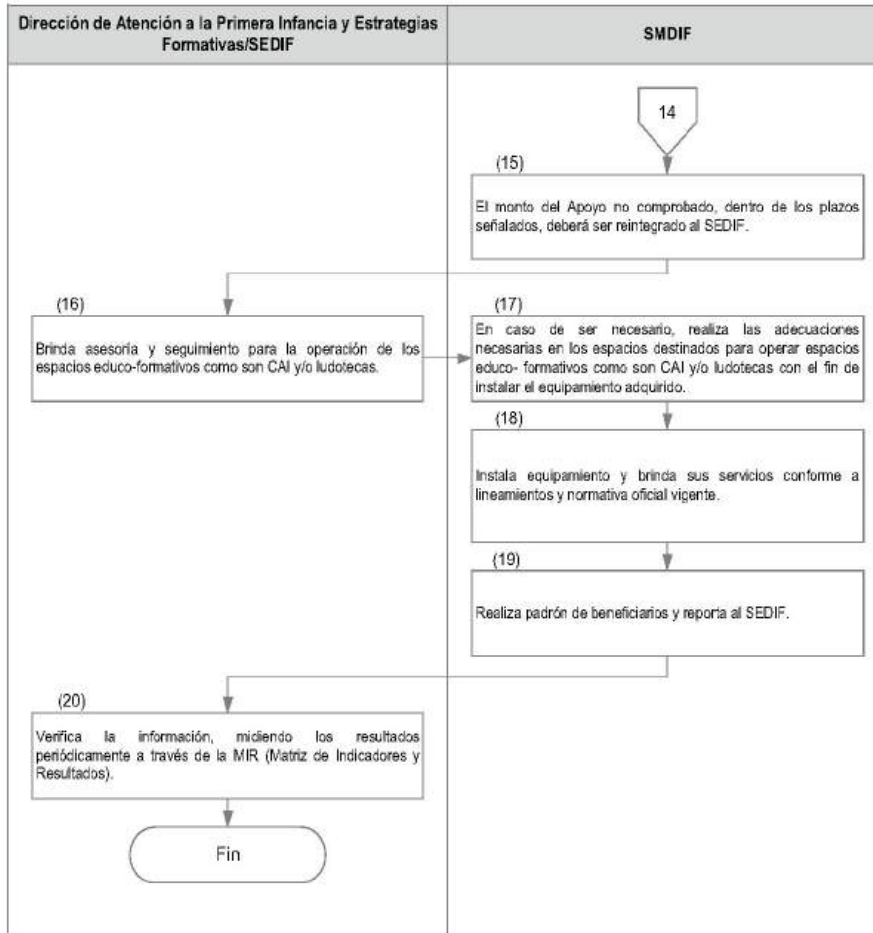 Dirección de Atención a la Primera Infancia y Estrategias
Formativas/SEDIF
SMDIF
14
(15)
El monto del Apoyo no comprobado, dentro de los plazos
señalados, deberá ser reintegrado al SEDIF.
(16)
Brinda asesoría y seguimiento para la operación de los
espacios educo-formativos como son CAI y/o ludotecas.
(17)
En caso de ser necesario, realiza las adecuaciones
necesarias en los espacios destinados para operar espacios
educo- formativos como son CAI y/o ludotecas con el fin de
instalar el equipamiento adquirido.
(18)
Instala equipamiento y brinda sus servicios conforme a
lineamientos y normativa oficial vigente.
(19)
Realiza padrón de beneficiarios y reporta al SEDIF.
(20)
Verifica la información, midiendo los resultados
periódicamente a través de la MIR (Matriz de Indicadores y
Resultados).
Fin